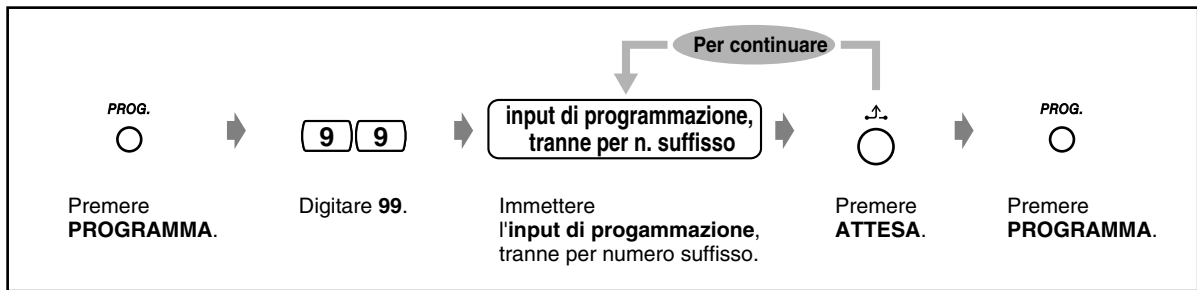 Per continuare
PROG.
9 9
input di programmazione,
tranne per n. suffisso
PROG.
Premere
PROGRAMMA.
Digitare 99.
Immettere
l'input di progammazione,
tranne per numero suffisso.
Premere
ATTESA.
Premere
PROGRAMMA.